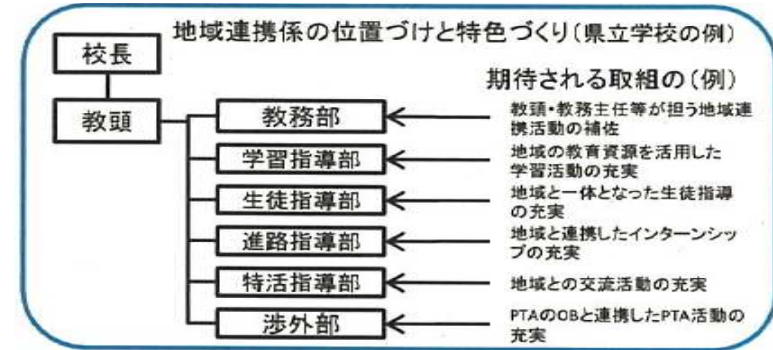 地域連携係の位置づけと特色づくり(県立学校の例)
校長
期待される取組の(例)
教頭
教務部
教頭・教務主任等が担う地域連
携活動の補佐
学習指導部
地域の教育資源を活用した
学習活動の充実
生徒指導部
地域と一体となった生徒指導
の充実
進路指導部
地域と連携したインターンシッ
プの充実
特活指導部
地域との交流活動の充実
渉外部
PTAのOBと連携したPTA活動の
充実